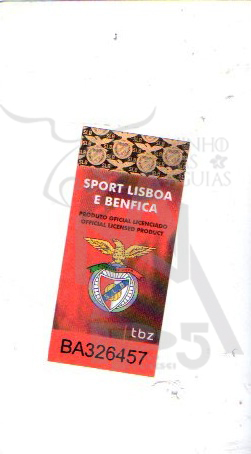 SPORT LISBOA
E BENFICA
PRODUTO OFICIAL LICENCIADO
OFFICIAL LICENSED PRODUCT
tbz
BA326457